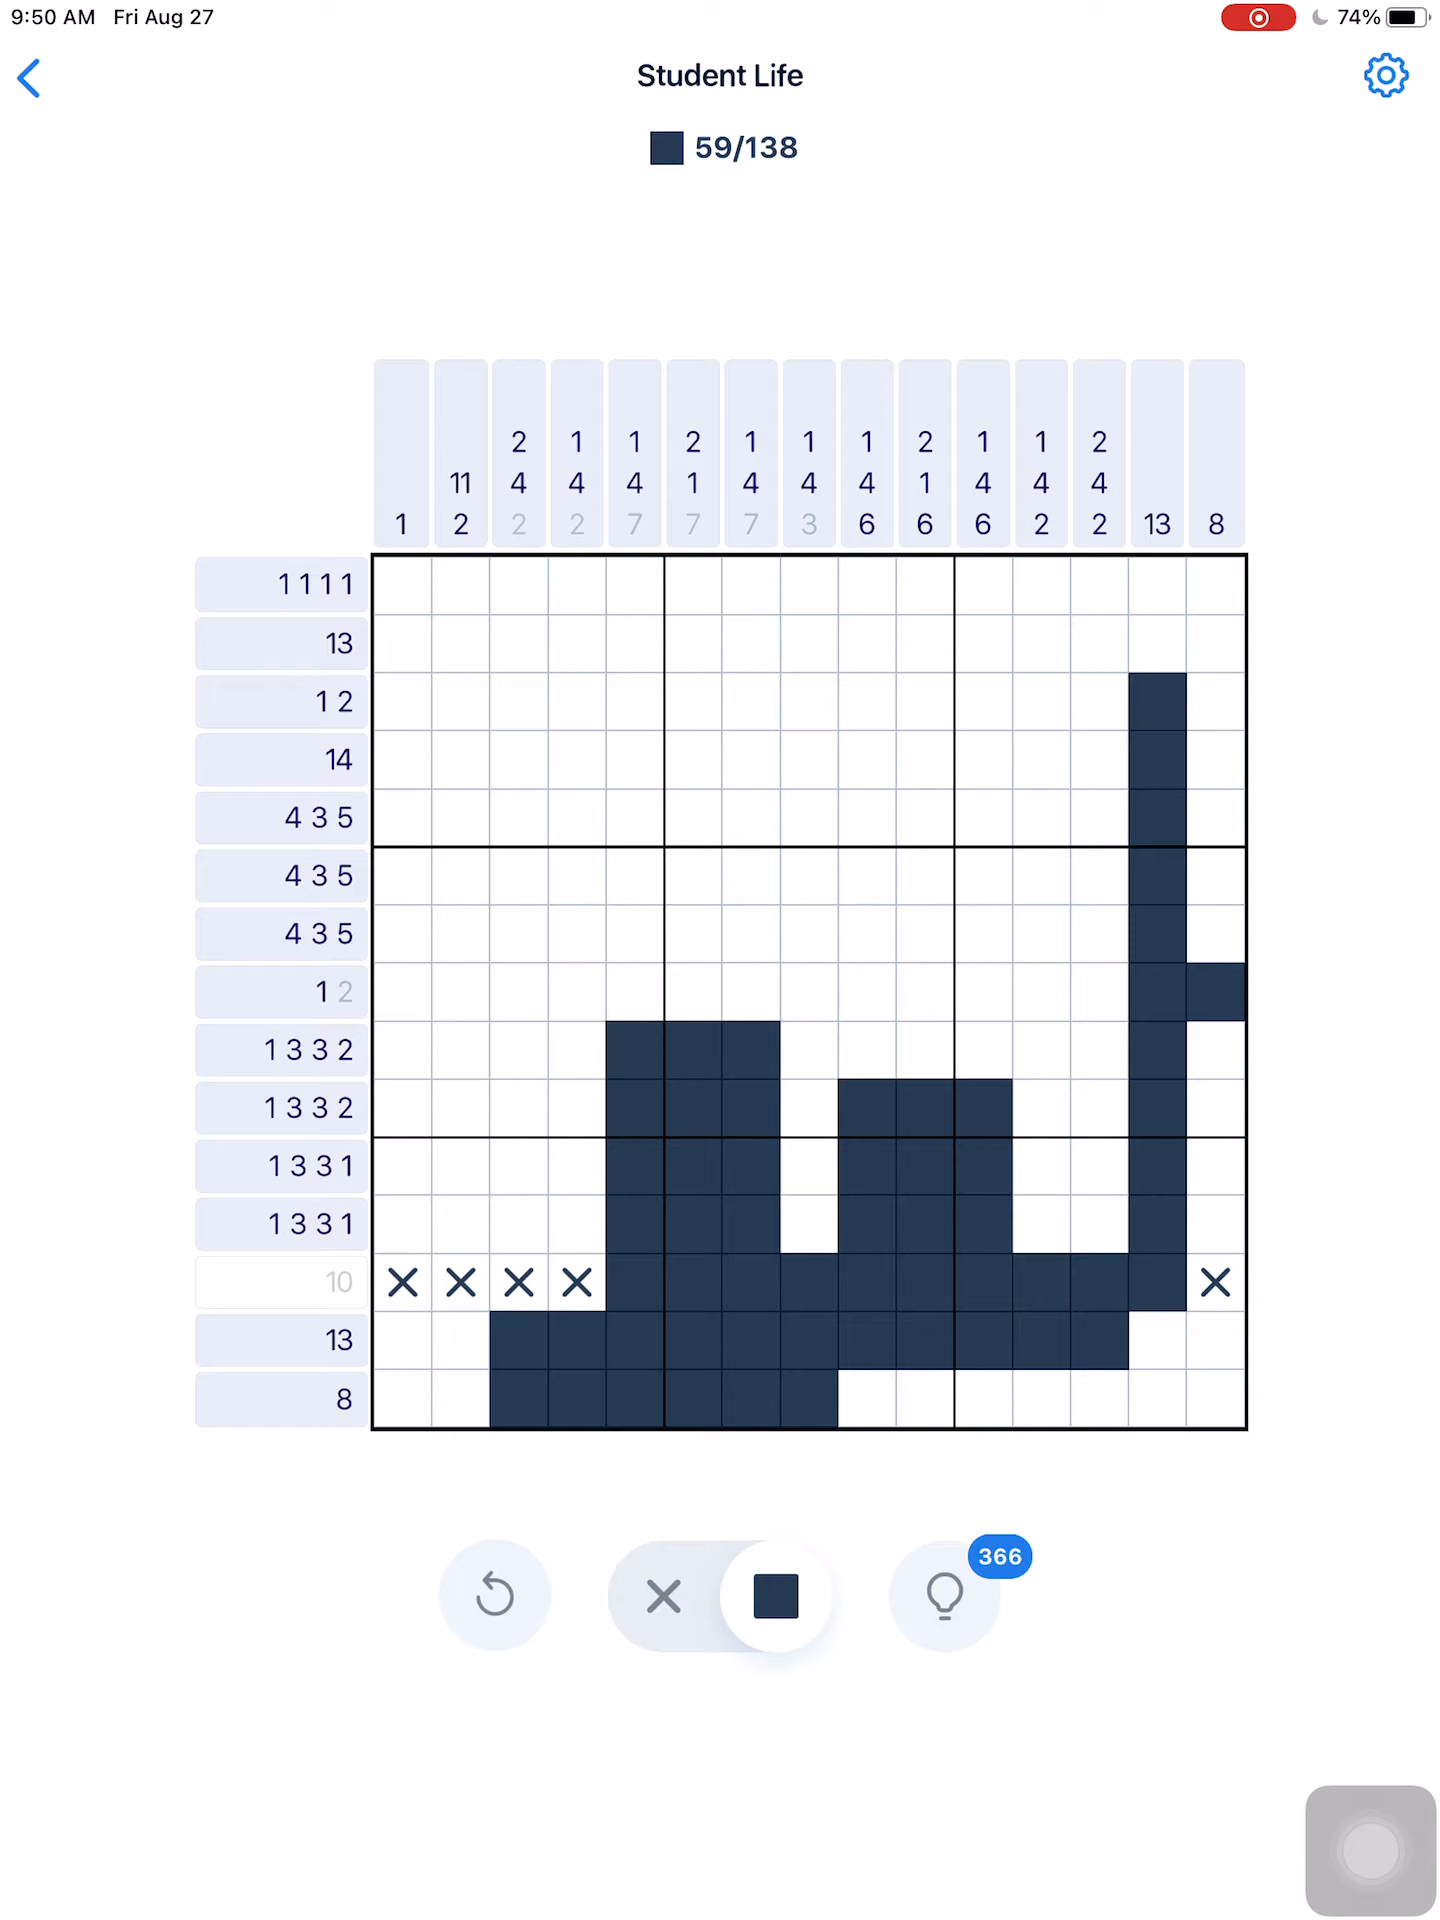 9:50 AM Fri Aug 27
74%
Student Life
59/138
2 1 1 2 1 1 1 2 1 1 2
11 4 4 4 1 4 4 4 1 4 4 4
1 2 2 2 7 7 7 3 6 6 6 2 2 13 8
1 1 1 1
13
1 2
14
4 3 5
4 3 5
4 3 5
1 2
1 3 3 2
1 3 3 2
1 3 3 1
1 3 3 1
10
13
8
366